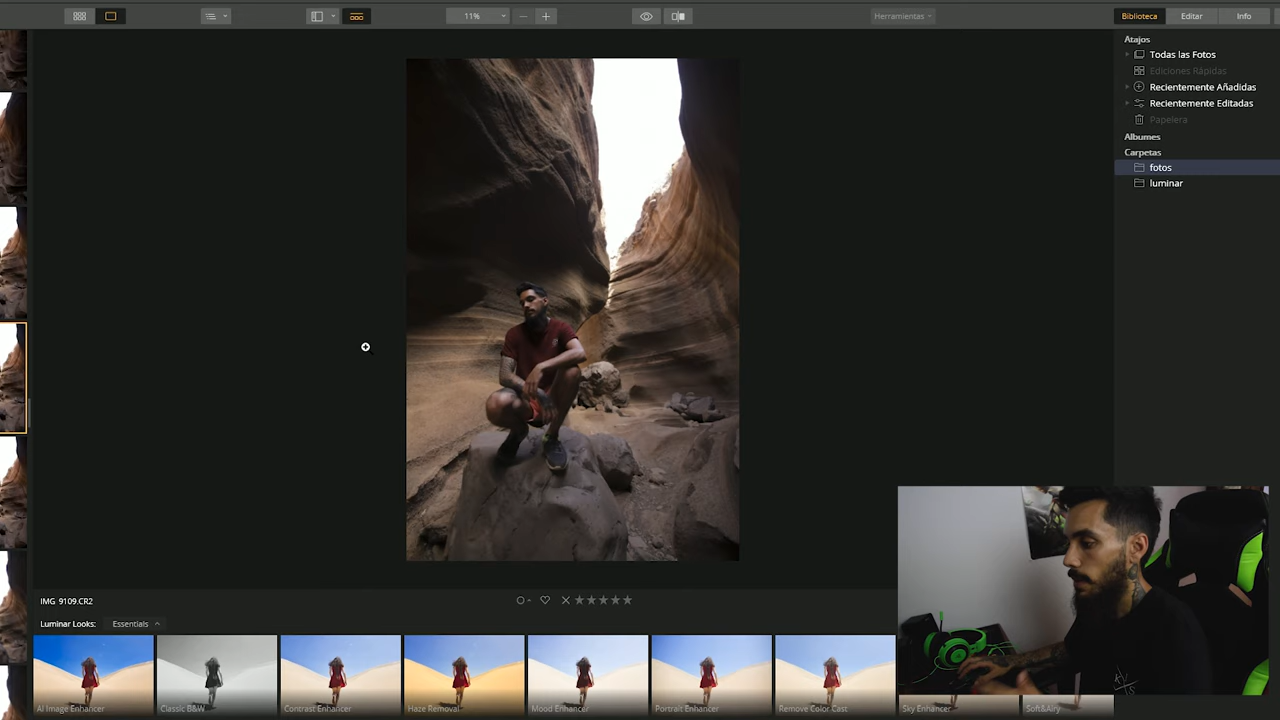 11%
Herramientas
Biblioteca
Editar
Info
Atajos
Todas las Fotos
Ediciones Rápidas
Recientemente Añadidas
Recientemente Editadas
Papelera
Albumes
Carpetas
fotos
luminar
IMG 9109.CR2
Luminar Looks:
Essentials
AI Image Enhancer
Classic B&W
Contrast Enhancer
Haze Removal
Mood Enhancer
Portrait Enhancer
Remove Color Cast
Sky Enhancer
Soft&Airy